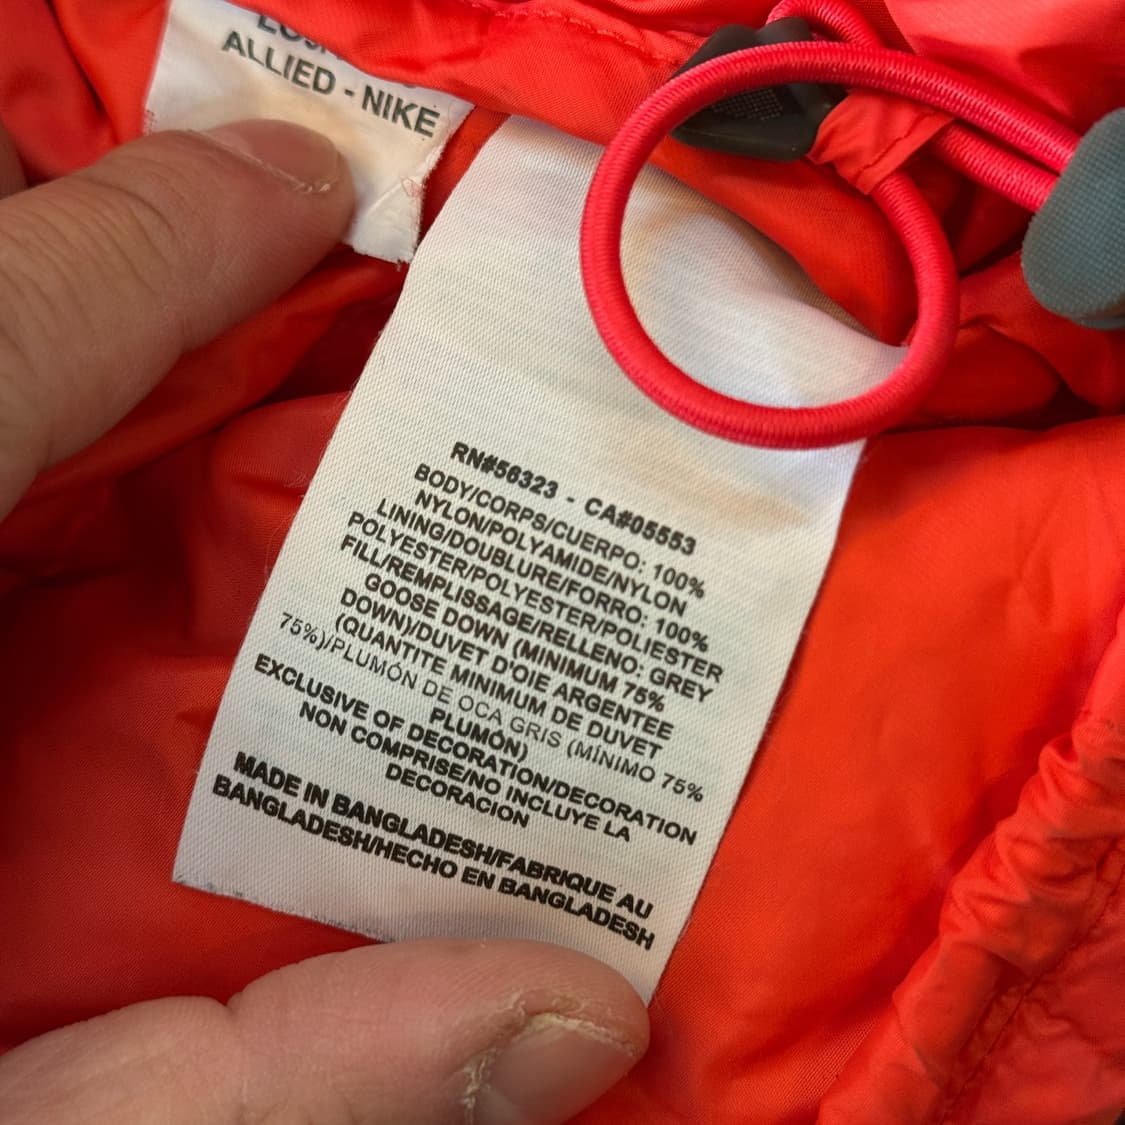 ALLIED - NIKE
RN#56323 - CA#05553
BODY/CORPS/CUERPO: 100%
NYLON/POLYAMIDE/NYLON
LINING/DOUBLURE/FORRO: 100%
POLYESTER/POLYESTER/POLIESTER
FILL/REMPLISSAGE/RELLENO: GREY
GOOSE DOWN (MINIMUM 75%
DOWN)/DUVET D'OIE ARGENTEE
(QUANTITE MINIMUM DE DUVET
75%)/PLUMÓN DE OCA GRIS (MÍNIMO 75%
PLUMÓN)
EXCLUSIVE OF DECORATION/DECORATION
NON COMPRISE/NO INCLUYE LA
DECORACION
MADE IN BANGLADESH/FABRIQUE AU
BANGLADESH/HECHO EN BANGLADESH